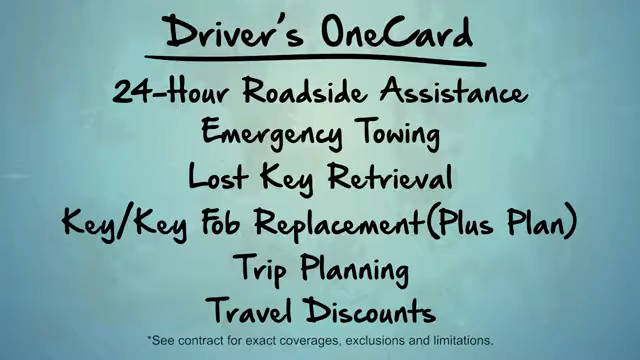 Driver's OneCard
24-Hour Roadside Assistance
Emergency Towing
Lost Key Retrieval
Key/Key Fob Replacement(Plus Plan)
Trip Planning
Travel Discounts
*See contract for exact coverages, exclusions and limitations.